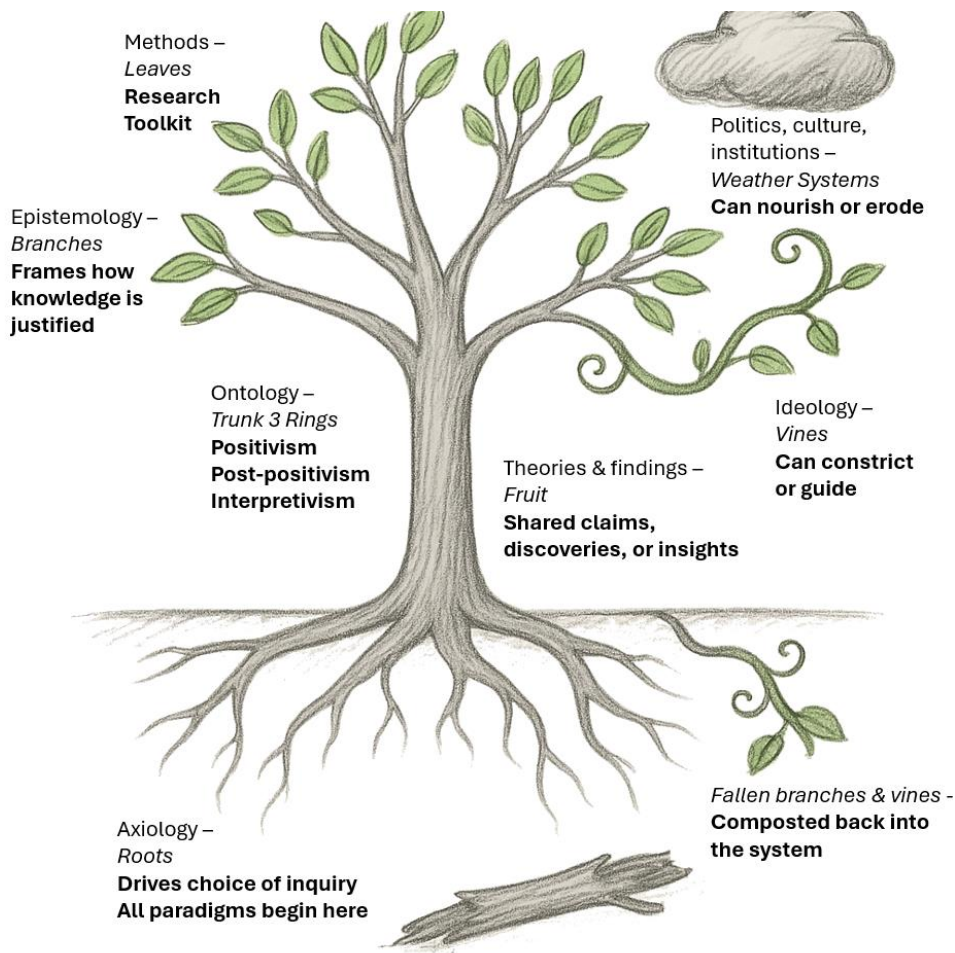 Methods –
Leaves
Research
Toolkit
Politics, culture,
institutions –
Weather Systems
Can nourish or erode
Epistemology –
Branches
Frames how
knowledge is
justified
Ontology –
Trunk 3 Rings
Positivism
Post-positivism
Interpretivism
Ideology –
Vines
Can constrict
or guide
Theories & findings –
Fruit
Shared claims,
discoveries, or insights
Fallen branches & vines -
Composted back into
the system
Axiology –
Roots
Drives choice of inquiry
All paradigms begin here